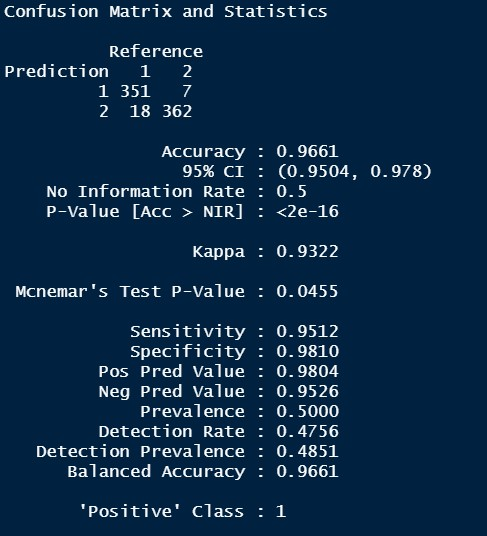 Confusion Matrix and Statistics
Reference
Prediction 1 2
1 351 7
2 18 362
Accuracy : 0.9661
95% CI : (0.9504, 0.978)
No Information Rate : 0.5
P-Value [Acc > NIR] : <2e-16
Kappa : 0.9322
Mcnemar's Test P-Value : 0.0455
Sensitivity : 0.9512
Specificity : 0.9810
Pos Pred Value : 0.9804
Neg Pred Value : 0.9526
Prevalence : 0.5000
Detection Rate : 0.4756
Detection Prevalence : 0.4851
Balanced Accuracy : 0.9661
'Positive' Class : 1